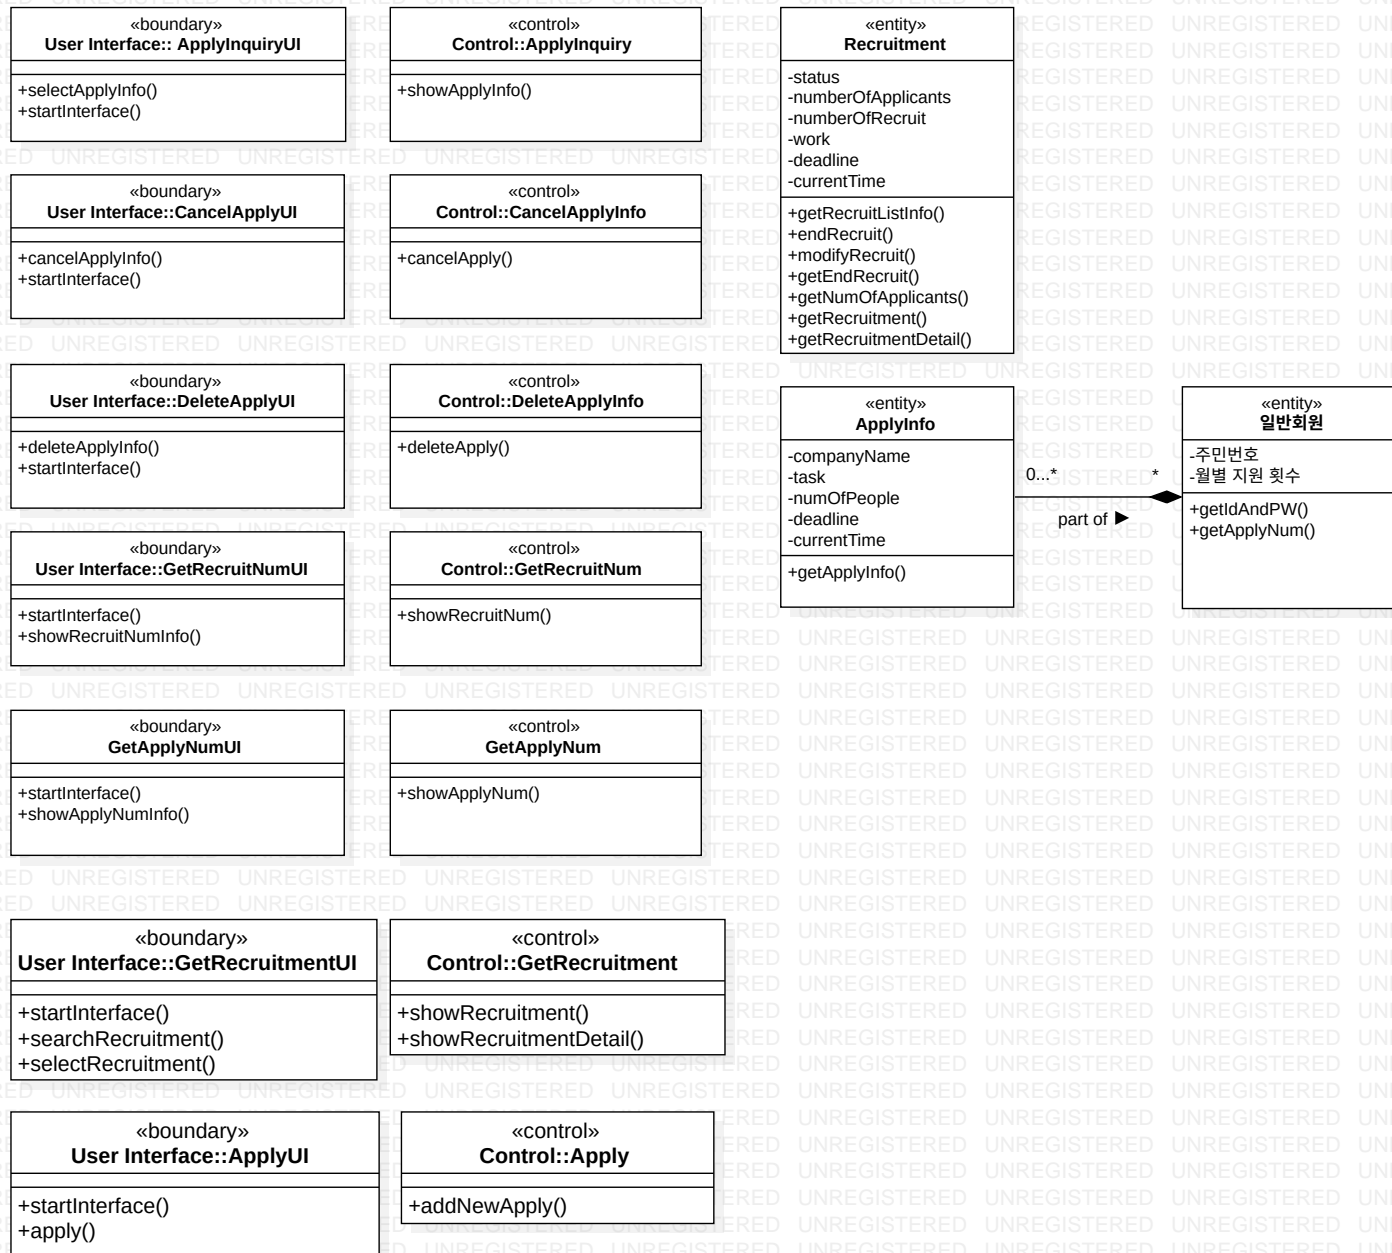 «boundary»
User Interface:: ApplyInquiryUI
+selectApplyInfo()
+startInterface()
«control»
Control::ApplyInquiry
+showApplyInfo()
«entity»
Recruitment
-status
-numberOfApplicants
-numberOfRecruit
-work
-deadline
-currentTime
+getRecruitListInfo()
+endRecruit()
+modifyRecruit()
+getEndRecruit()
+getNumOfApplicants()
+getRecruitment()
+getRecruitmentDetail()
«boundary»
User Interface::CancelApplyUI
+cancelApplyInfo()
+startInterface()
«control»
Control::CancelApplyInfo
+cancelApply()
«boundary»
User Interface::DeleteApplyUI
+deleteApplyInfo()
+startInterface()
«control»
Control::DeleteApplyInfo
+deleteApply()
«entity»
ApplyInfo
-companyName
-task
-numOfPeople
-deadline
-currentTime
+getApplyInfo()
0...*
*
part of ▶
«entity»
일반회원
-주민번호
-월별 지원 횟수
+getIdAndPW()
+getApplyNum()
«boundary»
User Interface::GetRecruitNumUI
+startInterface()
+showRecruitNumInfo()
«control»
Control::GetRecruitNum
+showRecruitNum()
«boundary»
GetApplyNumUI
+startInterface()
+showApplyNumInfo()
«control»
GetApplyNum
+showApplyNum()
«boundary»
User Interface::GetRecruitmentUI
+startInterface()
+searchRecruitment()
+selectRecruitment()
«control»
Control::GetRecruitment
+showRecruitment()
+showRecruitmentDetail()
«boundary»
User Interface::ApplyUI
+startInterface()
+apply()
«control»
Control::Apply
+addNewApply()
UNREGISTERED